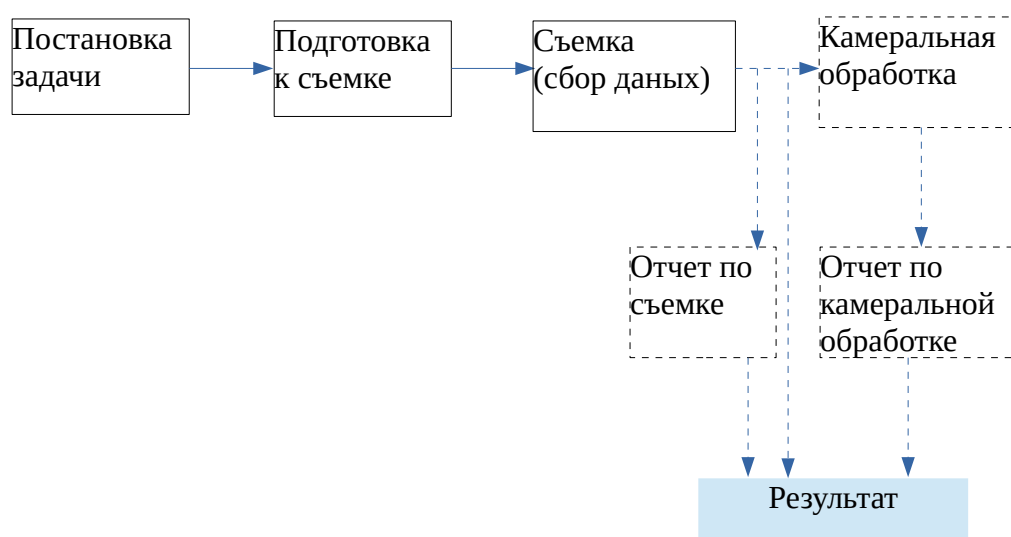 Постановка
задачи
Подготовка
к съемке
Съемка
(сбор даных)
Камеральная
обработка
Отчет по
съемке
Отчет по
камеральной
обработке
Результат